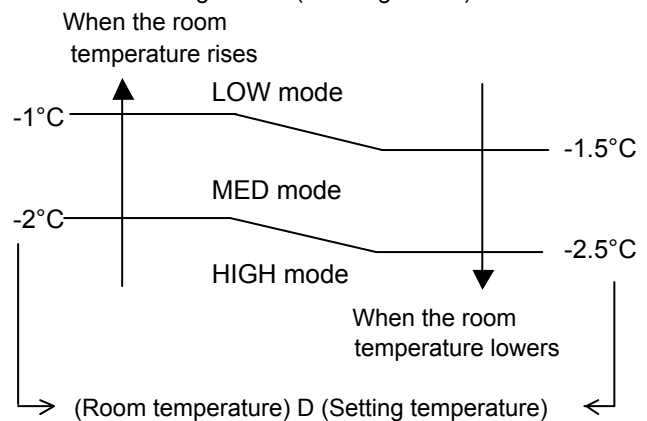 When the room
temperature rises
LOW mode
-1°C
-1.5°C
MED mode
-2°C
-2.5°C
HIGH mode
When the room
temperature lowers
(Room temperature) D (Setting temperature)